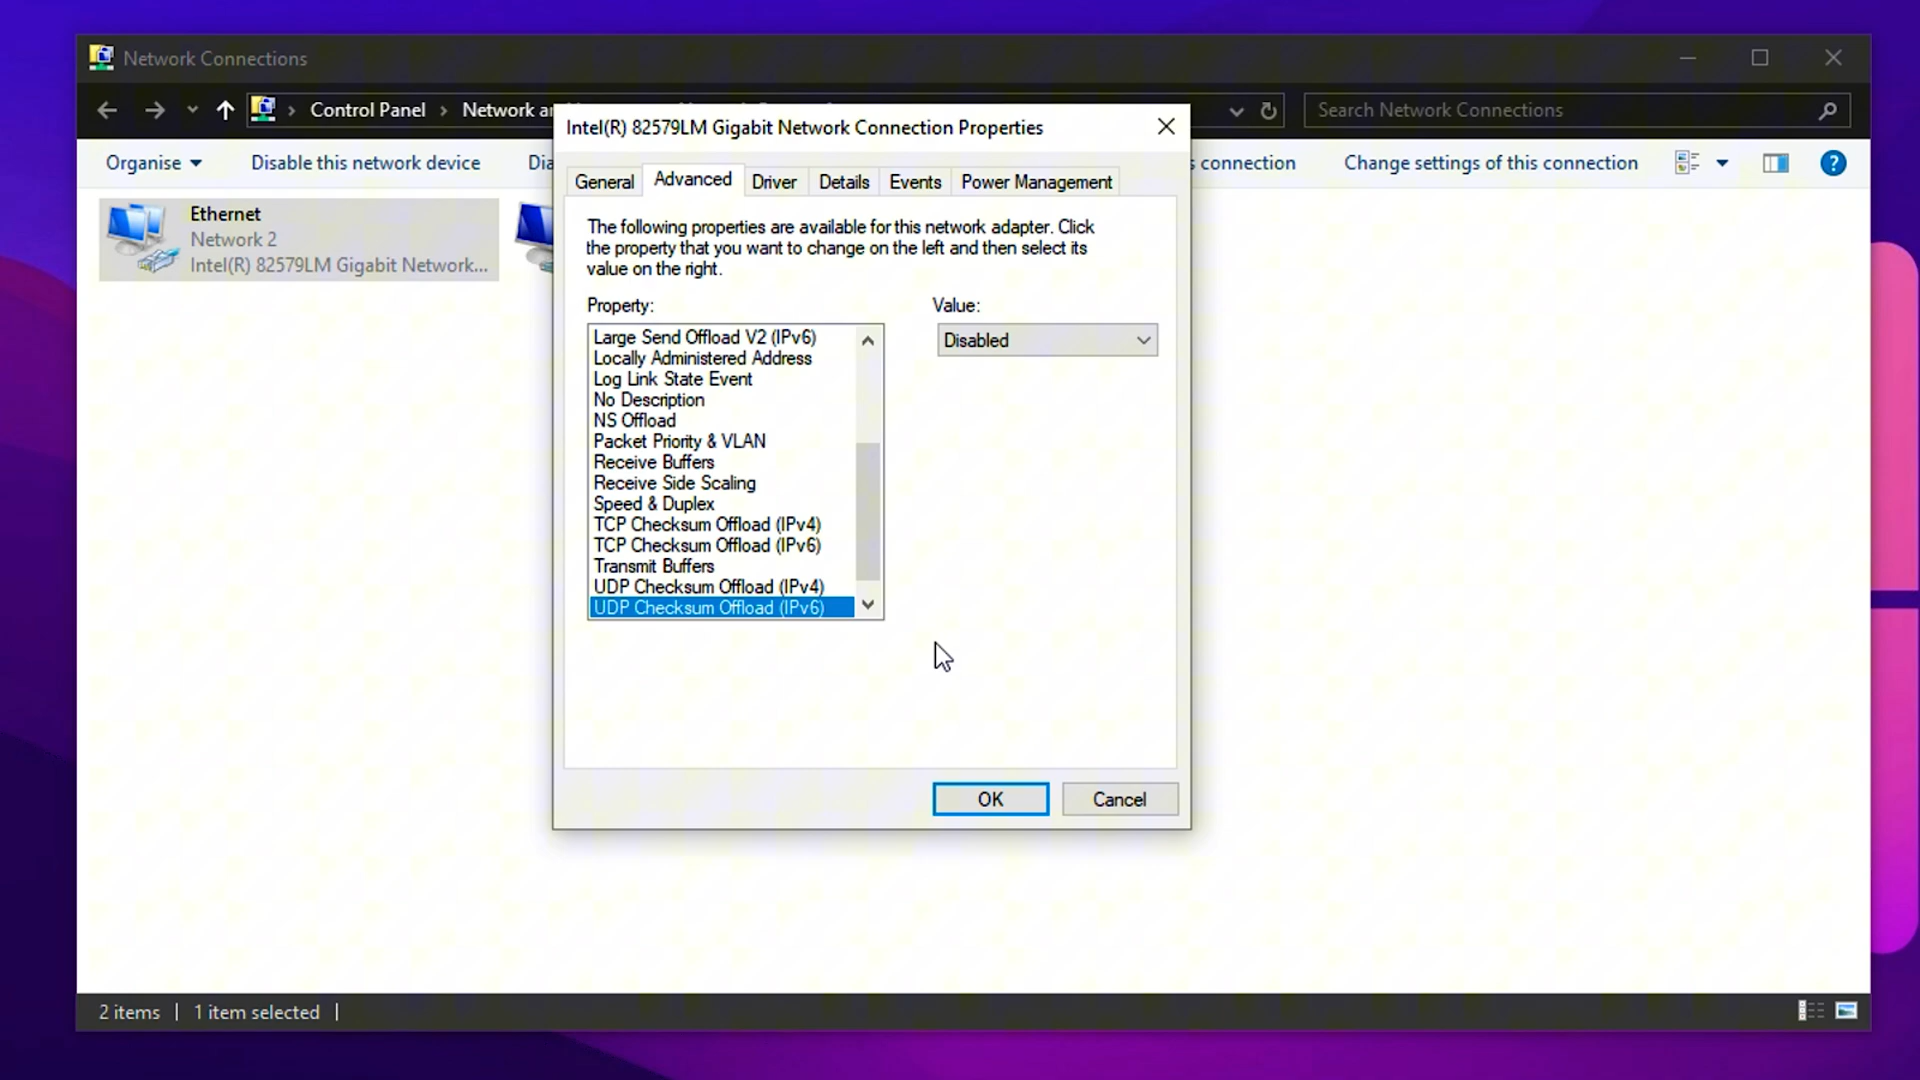 Network Connections
Control Panel
Network an
Search Network Connections
Organise
Disable this network device
Dia
s connection
Change settings of this connection
Ethernet
Network 2
Intel(R) 82579LM Gigabit Network...
Intel(R) 82579LM Gigabit Network Connection Properties
General
Advanced
Driver
Details
Events
Power Management
The following properties are available for this network adapter. Click
the property that you want to change on the left and then select its
value on the right.
Property:
Value:
Large Send Offload V2 (IPv6)
Locally Administered Address
Log Link State Event
No Description
NS Offload
Packet Priority & VLAN
Receive Buffers
Receive Side Scaling
Speed & Duplex
TCP Checksum Offload (IPv4)
TCP Checksum Offload (IPv6)
Transmit Buffers
UDP Checksum Offload (IPv4)
UDP Checksum Offload (IPv6)
Disabled
OK
Cancel
2 items
1 item selected